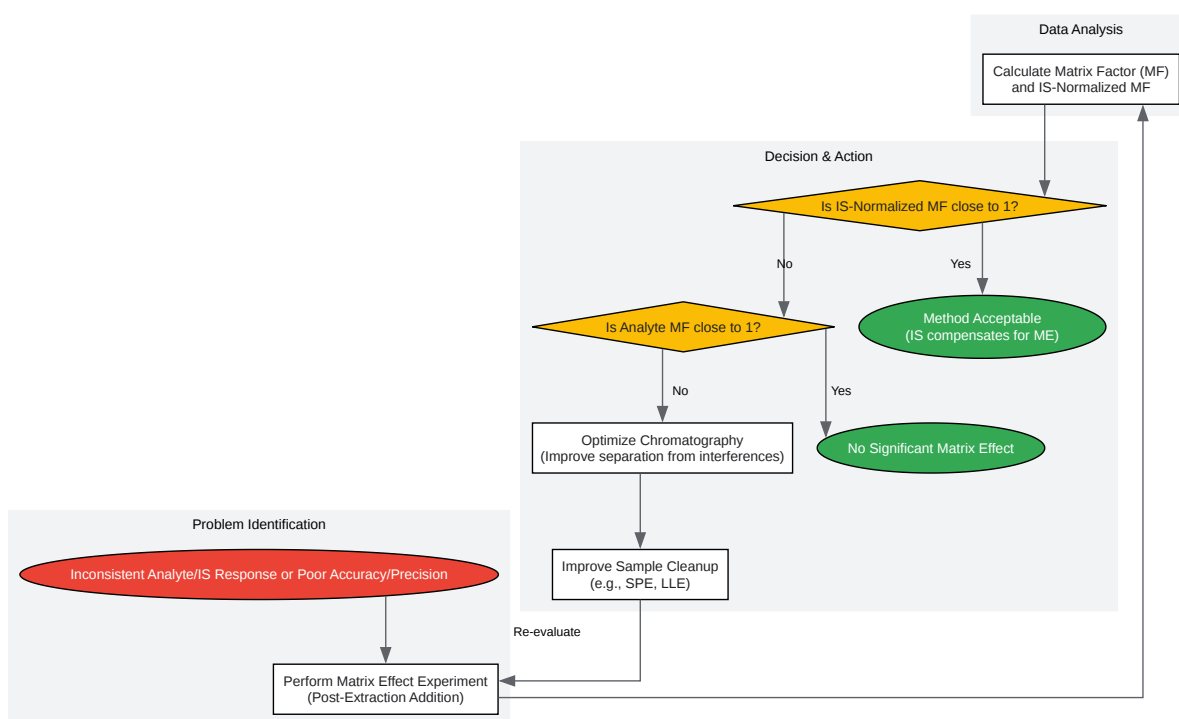 Data Analysis
Calculate Matrix Factor (MF)
and IS-Normalized MF
Decision & Action
Is IS-Normalized MF close to 1?
No
Yes
Is Analyte MF close to 1?
Method Acceptable
(IS compensates for ME)
No
Yes
Optimize Chromatography
(Improve separation from interferences)
No Significant Matrix Effect
Improve Sample Cleanup
(e.g., SPE, LLE)
Problem Identification
Inconsistent Analyte/IS Response or Poor Accuracy/Precision
Re-evaluate
Perform Matrix Effect Experiment
(Post-Extraction Addition)